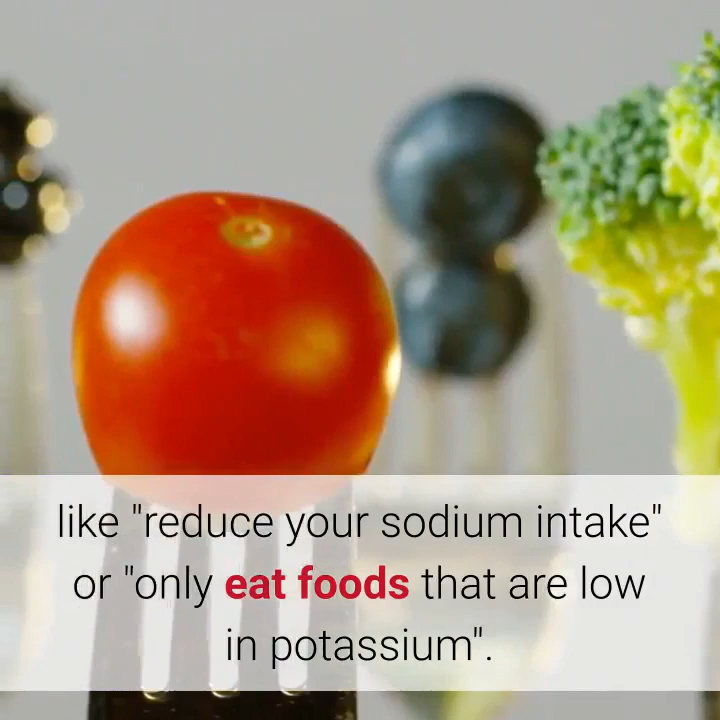 like "reduce your sodium intake"
or "only eat foods that are low
in potassium".